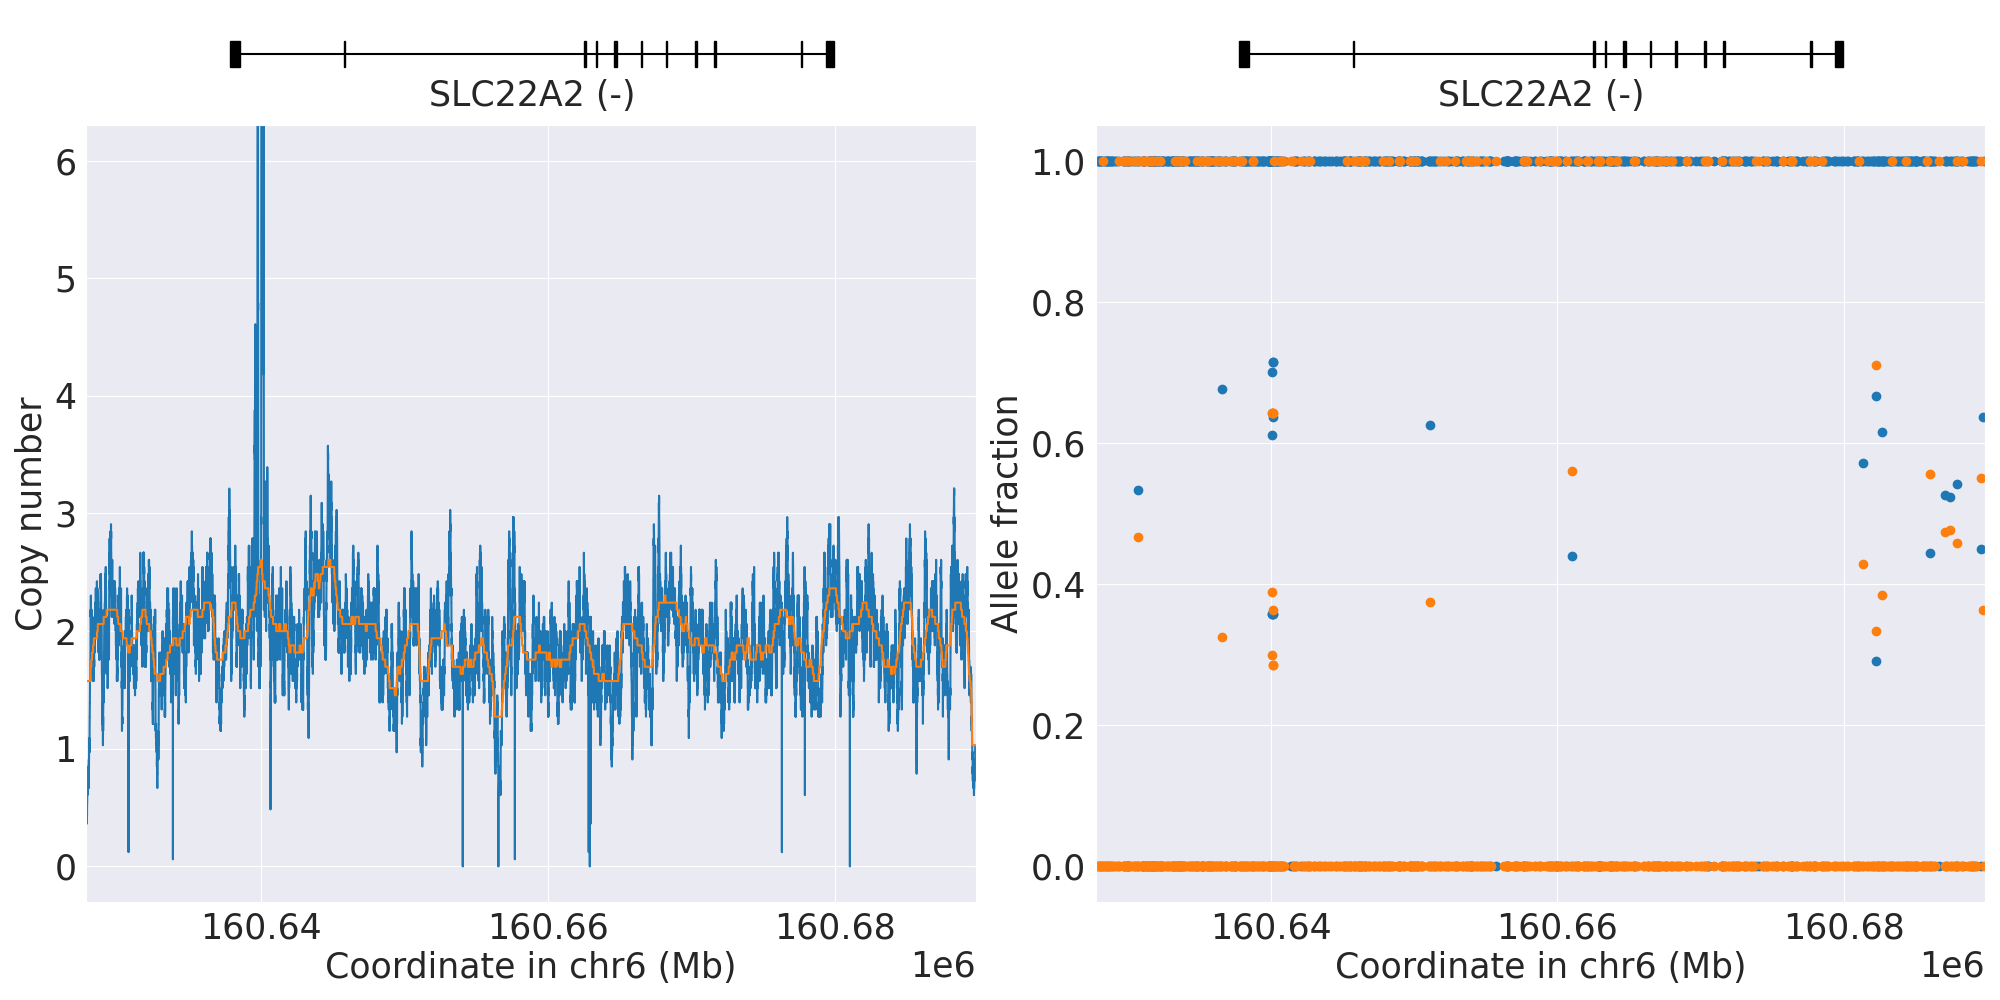 SLC22A2 (-)
Copy number
6
5
4
3
2
1
0
160.64 160.66 160.68
Coordinate in chr6 (Mb)
1e6
SLC22A2 (-)
Allele fraction
1.0
0.8
0.6
0.4
0.2
0.0
160.64 160.66 160.68
Coordinate in chr6 (Mb)
1e6